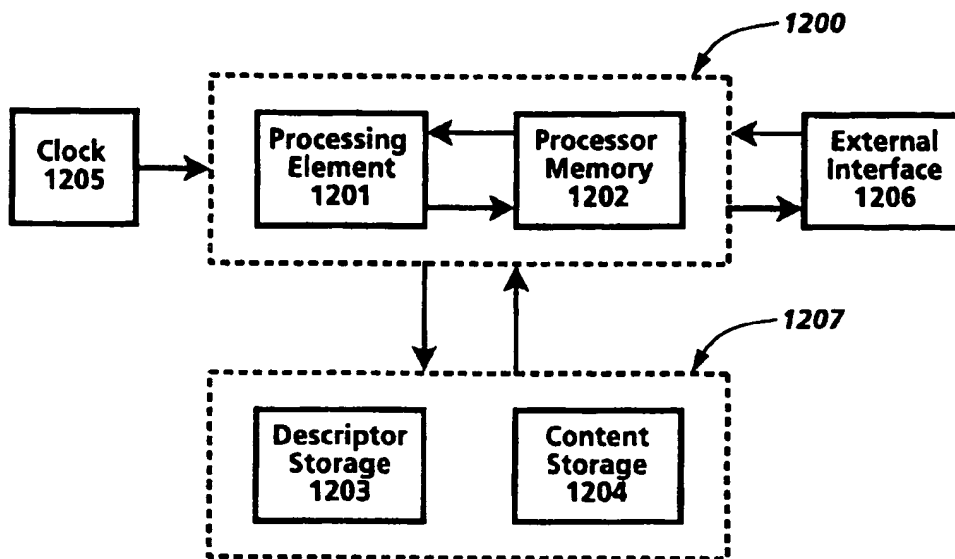 1200
Clock
1205
Processing
Element
1201
Processor
Memory
1202
External
Interface
1206
1207
Descriptor
Storage
1203
Content
Storage
1204